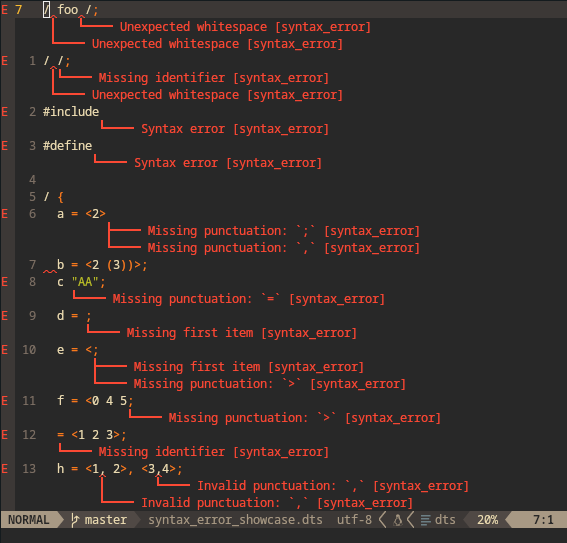 E 7 / foo /;
Unexpected whitespace [syntax_error]
Unexpected whitespace [syntax_error]
E 1 / /;
Missing identifier [syntax_error]
Unexpected whitespace [syntax_error]
E 2 #include
Syntax error [syntax_error]
E 3 #define
Syntax error [syntax_error]
4
5 / {
E 6 a = <2>
Missing punctuation: `;` [syntax_error]
Missing punctuation: `,` [syntax_error]
7 b = <2 (3))>;
E 8 c "AA";
Missing punctuation: `=` [syntax_error]
E 9 d = ;
Missing first item [syntax_error]
E 10 e = <;
Missing first item [syntax_error]
Missing punctuation: `>` [syntax_error]
E 11 f = <0 4 5;
Missing punctuation: `>` [syntax_error]
E 12 = <1 2 3>;
Missing identifier [syntax_error]
E 13 h = <1, 2>, <3,4>;
Invalid punctuation: `,` [syntax_error]
Invalid punctuation: `,` [syntax_error]
NORMAL master syntax_error_showcase.dts utf-8 dts 20% 7:1